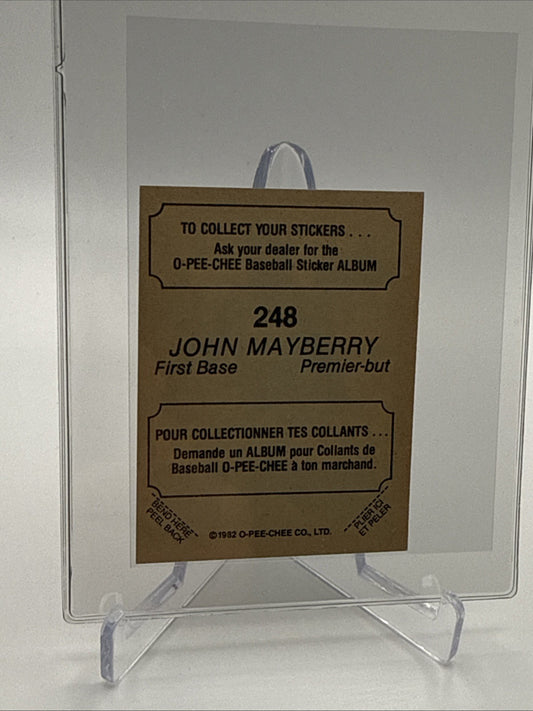 TO COLLECT YOUR STICKERS . . .
Ask your dealer for the
O-PEE-CHEE Baseball Sticker ALBUM
248
JOHN MAYBERRY
First Base Premier-but
POUR COLLECTIONNER TES COLLANTS . . .
Demande un ALBUM pour Collants de
Baseball O-PEE-CHEE à ton marchand.
BEND HERE
PEEL BACK
©1982 O-PEE-CHEE CO., LTD.
PLIER ICI
ET PELER